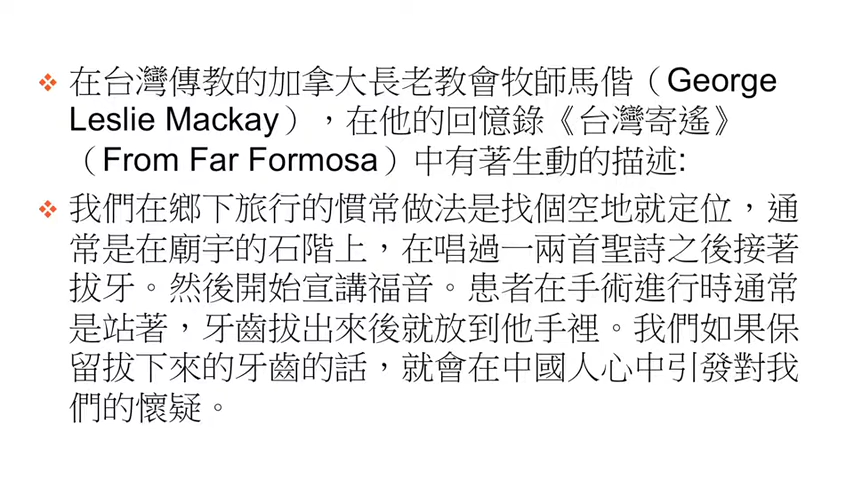 在台灣傳教的加拿大長老教會牧師馬偕（George
Leslie Mackay），在他的回憶錄《台灣寄遙》
（From Far Formosa）中有著生動的描述:
我們在鄉下旅行的慣常做法是找個空地就定位，通
常是在廟宇的石階上，在唱過一兩首聖詩之後接著
拔牙。然後開始宣講福音。患者在手術進行時通常
是站著，牙齒拔出來後就放到他手裡。我們如果保
留拔下來的牙齒的話，就會在中國人心中引發對我
們的懷疑。